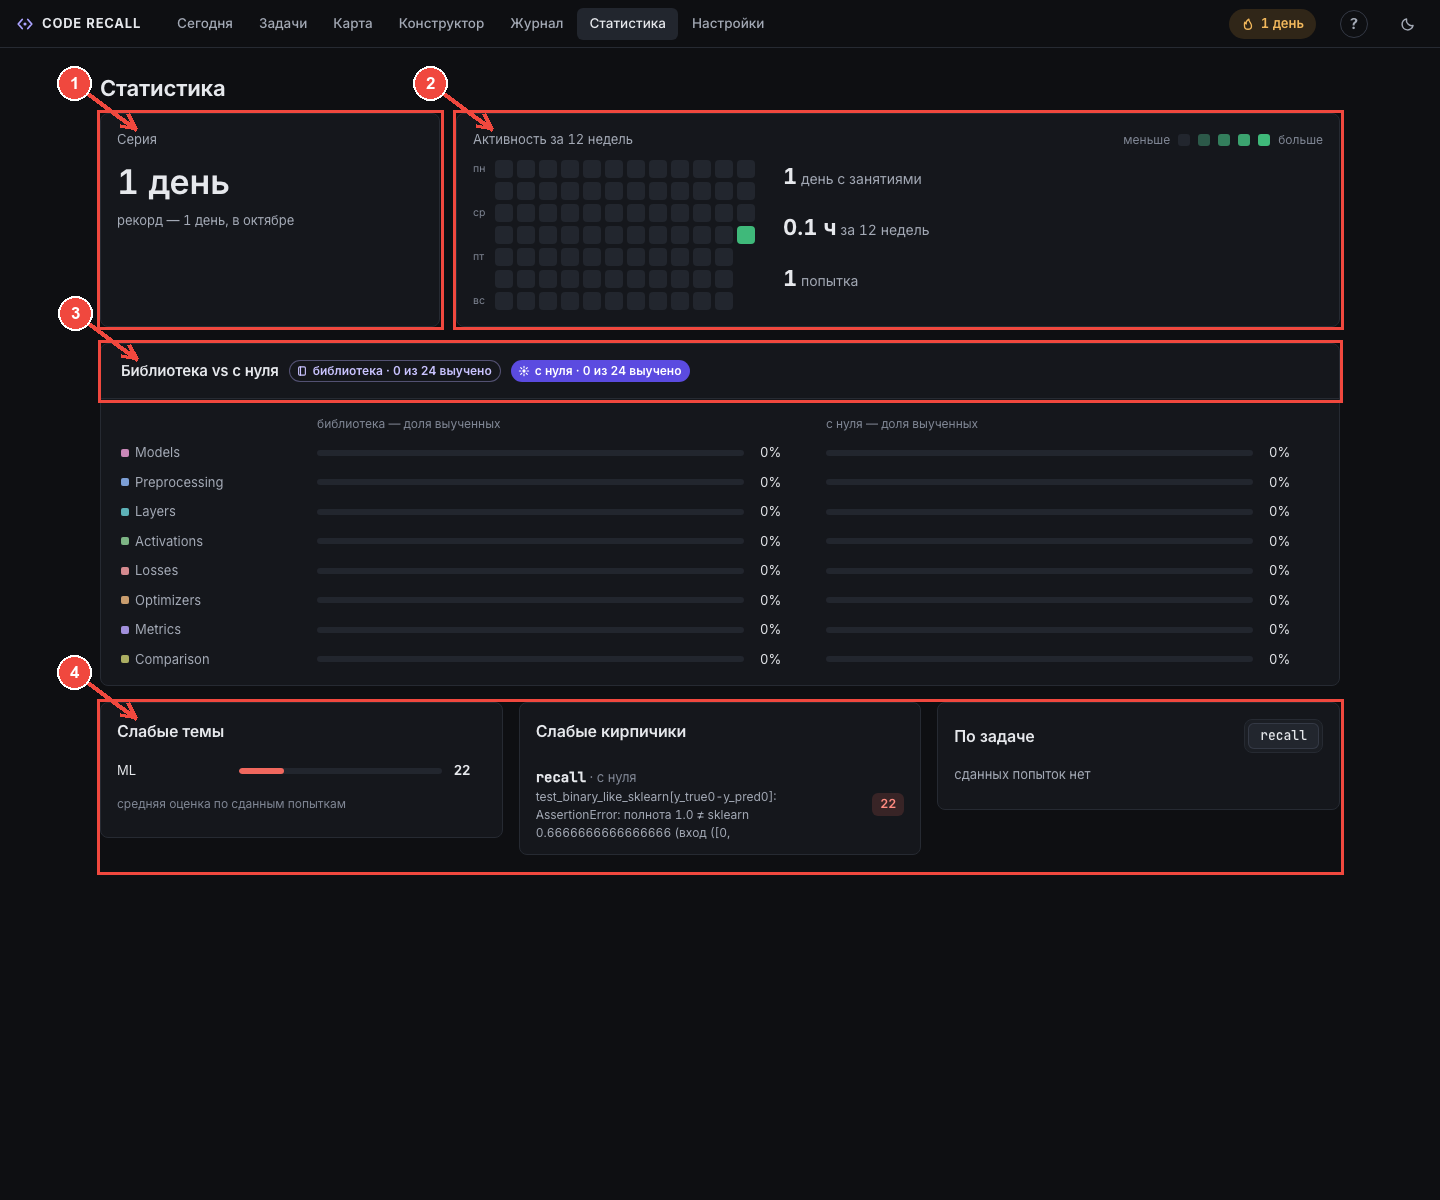 CODE RECALL Сегодня Задачи Карта Конструктор Журнал Статистика Настройки 1 день ?
1 Статистика 2
Серия
1 день
рекорд — 1 день, в октябре
Активность за 12 недель меньше больше
пн
ср
пт
вс
1 день с занятиями
0.1 ч за 12 недель
1 попытка
3
Библиотека vs с нуля библиотека · 0 из 24 выучено с нуля · 0 из 24 выучено
библиотека — доля выученных с нуля — доля выученных
Models 0% 0%
Preprocessing 0% 0%
Layers 0% 0%
Activations 0% 0%
Losses 0% 0%
Optimizers 0% 0%
Metrics 0% 0%
Comparison 0% 0%
4
Слабые темы
ML 22
средняя оценка по сданным попыткам
Слабые кирпичики
recall · с нуля
test_binary_like_sklearn[y_true0-y_pred0]:
AssertionError: полнота 1.0 ≠ sklearn
0.6666666666666666 (вход ([0,
22
По задаче recall
сданных попыток нет